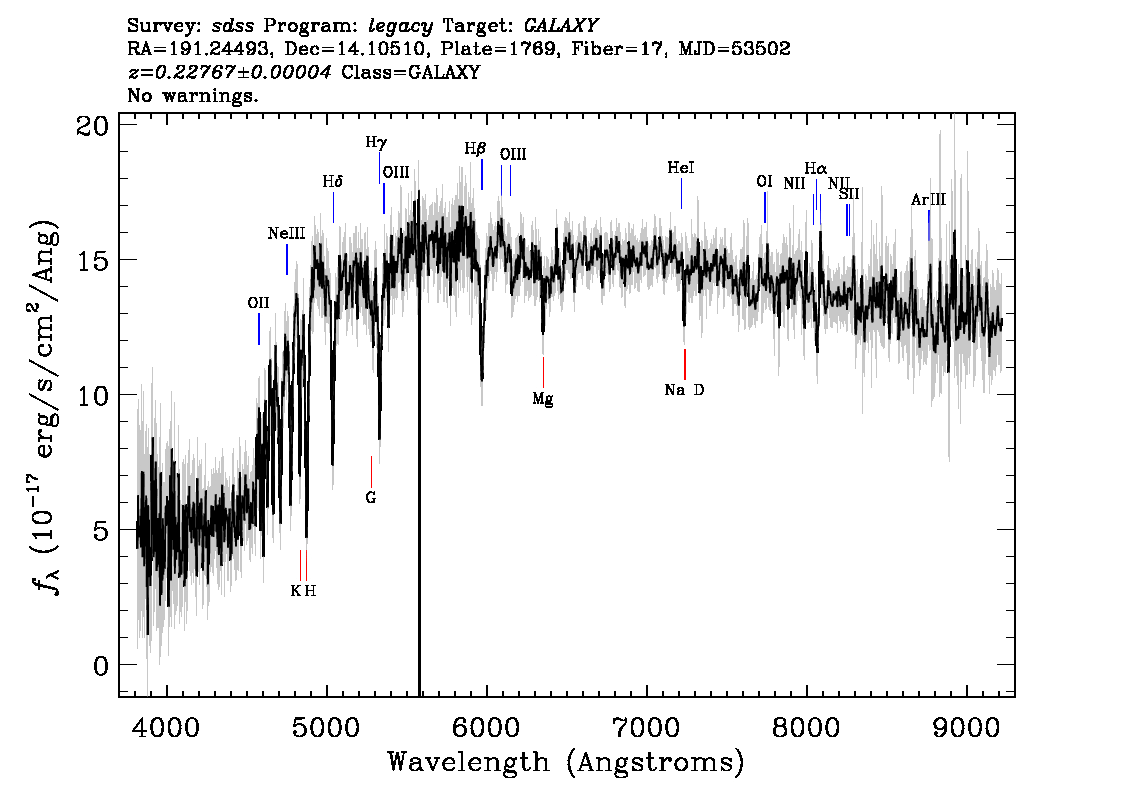 Survey: sdss Program: legacy Target: GALAXY
RA=191.24493, Dec=14.10510, Plate=1769, Fiber=17, MJD=53502
z=0.22767±0.00004 Class=GALAXY
No warnings.
20
15
10
5
0
f_λ (10^−17 erg/s/cm^2/Ang)
Hγ
OIII
Hδ
NeIII
OII
Hβ
OIII
HeI
OI
NII
Hα
NII
SII
ArIII
Mg
Na D
G
K H
4000
5000
6000
7000
8000
9000
Wavelength (Angstroms)